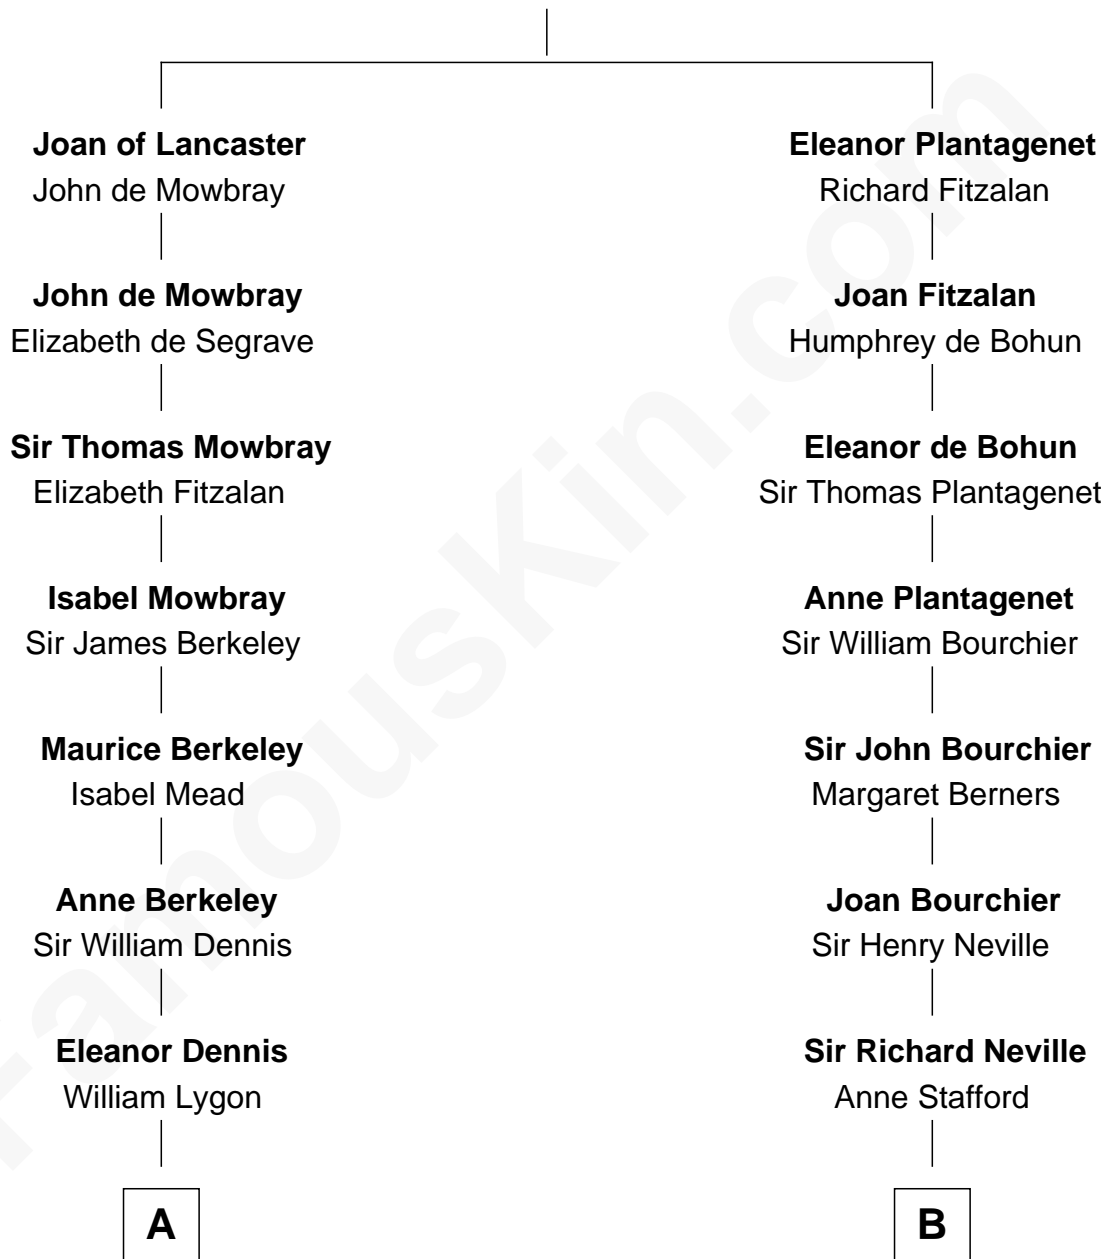 Joan of Lancaster
John de Mowbray
John de Mowbray
Elizabeth de Segrave
Sir Thomas Mowbray
Elizabeth Fitzalan
Isabel Mowbray
Sir James Berkeley
Maurice Berkeley
Isabel Mead
Anne Berkeley
Sir William Dennis
Eleanor Dennis
William Lygon
A
Eleanor Plantagenet
Richard Fitzalan
Joan Fitzalan
Humphrey de Bohun
Eleanor de Bohun
Sir Thomas Plantagenet
Anne Plantagenet
Sir William Bourchier
Sir John Bourchier
Margaret Berners
Joan Bourchier
Sir Henry Neville
Sir Richard Neville
Anne Stafford
B
FamousKin.com